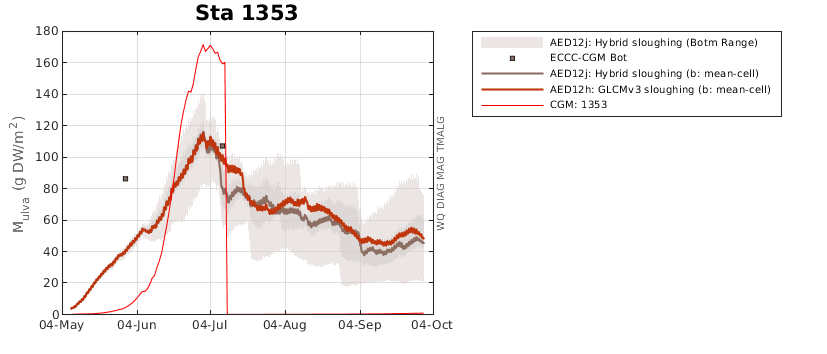 Sta 1353
180
160
140
120
100
80
60
40
20
0
M_ulva (g DW/m^2)
04-May 04-Jun 04-Jul 04-Aug 04-Sep 04-Oct
WQ DIAG MAG TMALG
AED12j: Hybrid sloughing (Botm Range)
ECCC-CGM Bot
AED12j: Hybrid sloughing (b: mean-cell)
AED12h: GLCMv3 sloughing (b: mean-cell)
CGM: 1353